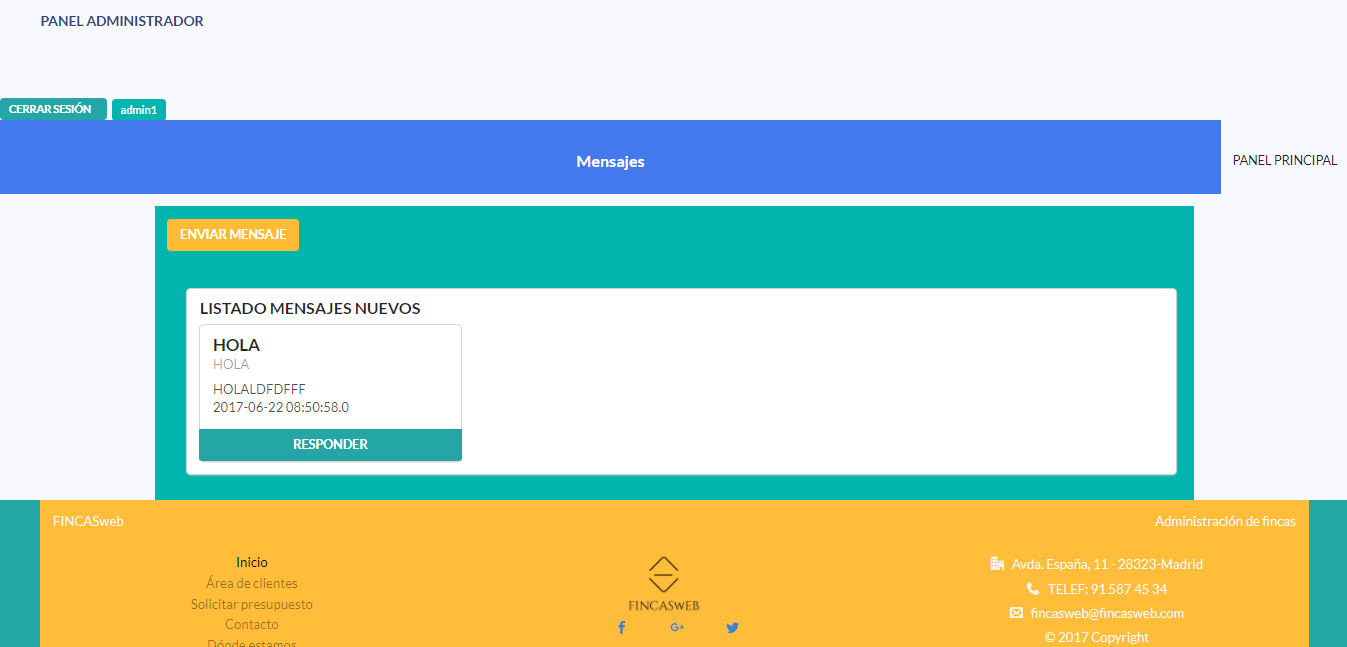 PANEL ADMINISTRADOR
CERRAR SESIÓN
admin1
Mensajes
PANEL PRINCIPAL
ENVIAR MENSAJE
LISTADO MENSAJES NUEVOS
HOLA
HOLA
HOLALDFDFFF
2017-06-22 08:50:58.0
RESPONDER
FINCASweb
Administración de fincas
Inicio
Área de clientes
Solicitar presupuesto
Contacto
Dónde estamos
FINCASWEB
G+
Avda. España, 11 - 28323-Madrid
TELEF: 91 587 45 34
fincasweb@fincasweb.com
© 2017 Copyright